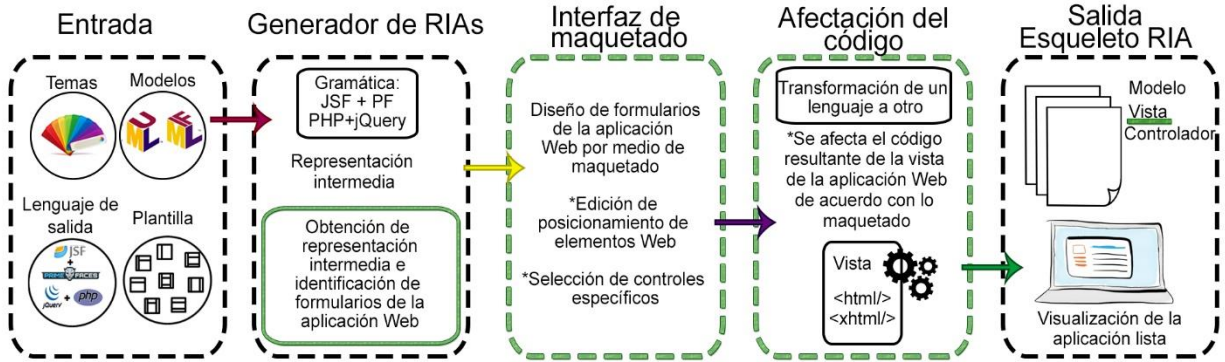 Entrada
Temas
Modelos
UML
IFML
Lenguaje de
salida
JSF
+
PRIMEFACES
jQuery + php
Plantilla
Generador de RIAs
Gramática:
JSF + PF
PHP+jQuery
Representación
intermedia
Obtención de
representación
intermedia e
identificación de
formularios de la
aplicación Web
Interfaz de
maquetado
Diseño de formularios
de la aplicación
Web por medio de
maquetado
*Edición de
posicionamiento de
elementos Web
*Selección de controles
específicos
Afectación del
código
Transformación de un
lenguaje a otro
*Se afecta el código
resultante de la vista
de la aplicación Web
de acuerdo con lo
maquetado
Vista
<html/>
<xhtml/>
Salida
Esqueleto RIA
Modelo
Vista
Controlador
Visualización de la
aplicación lista